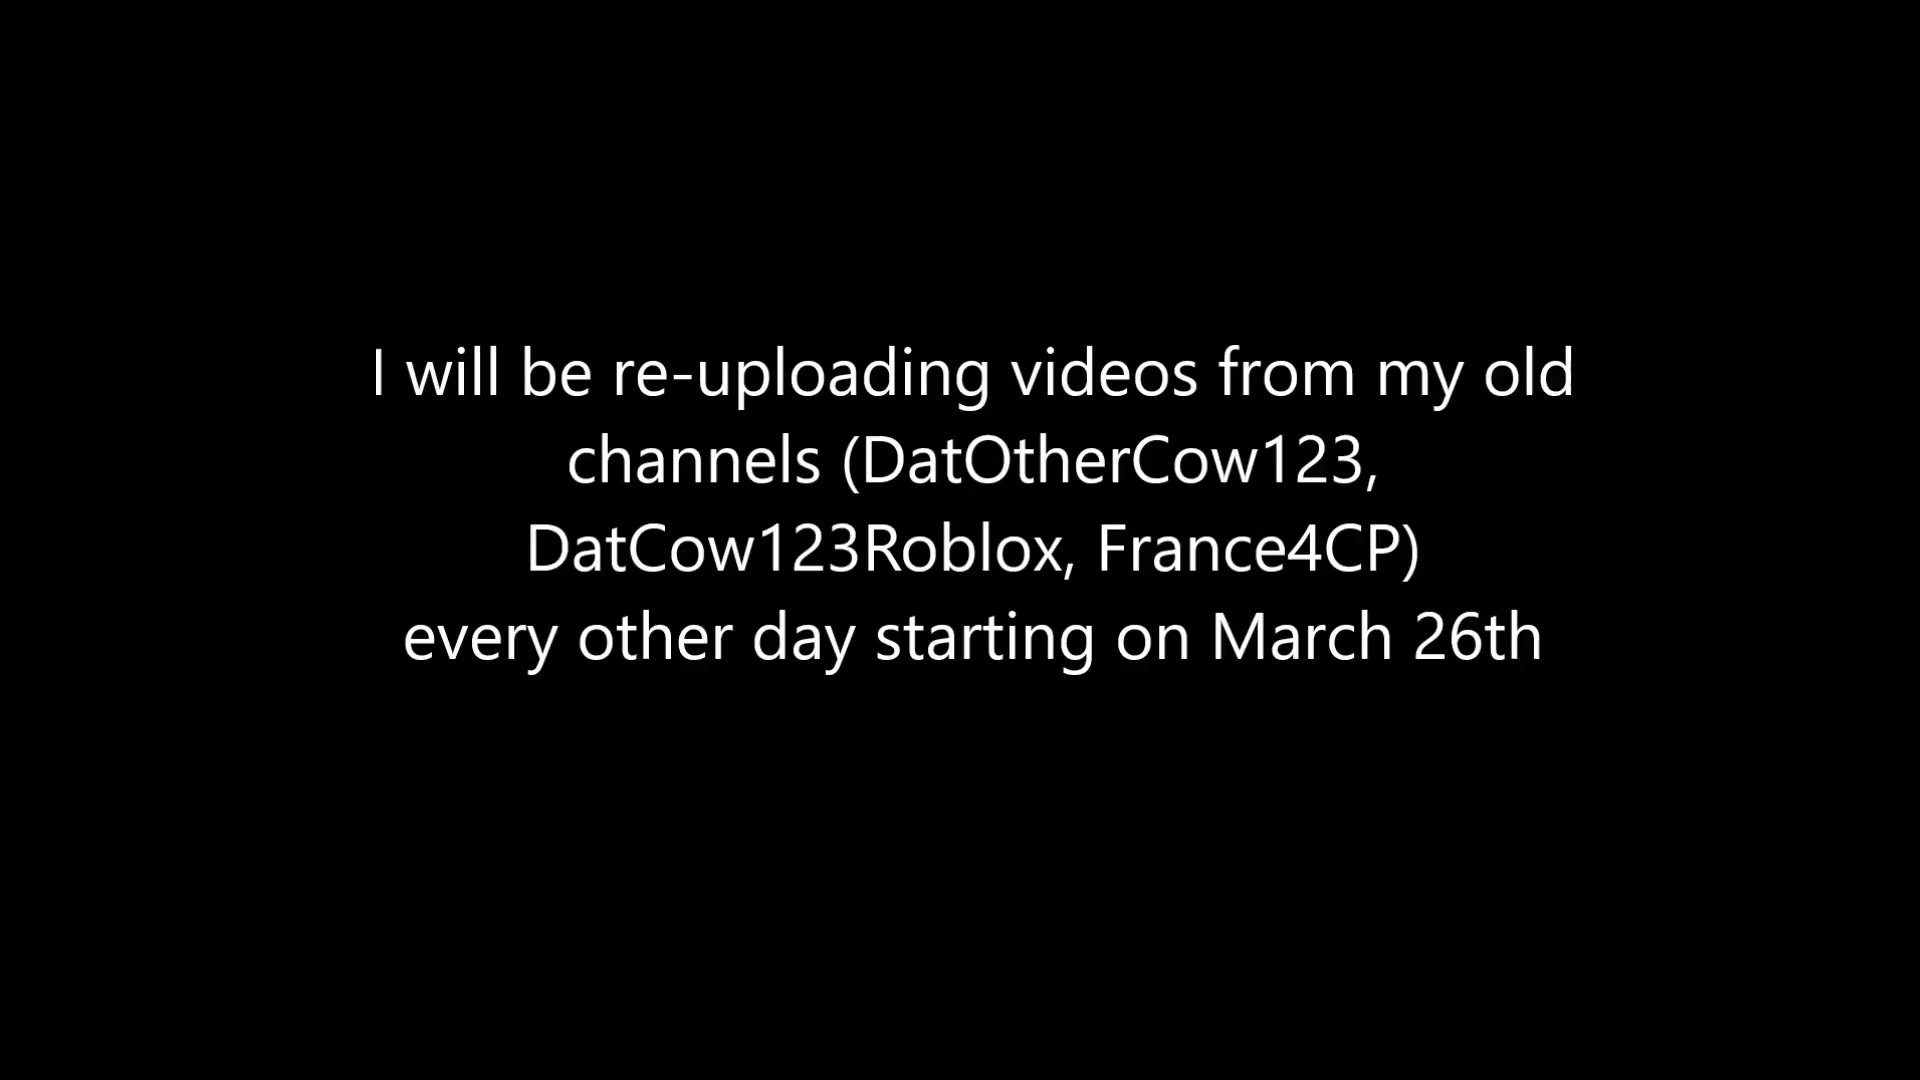 I will be re-uploading videos from my old
channels (DatOtherCow123,
DatCow123Roblox, France4CP)
every other day starting on March 26th